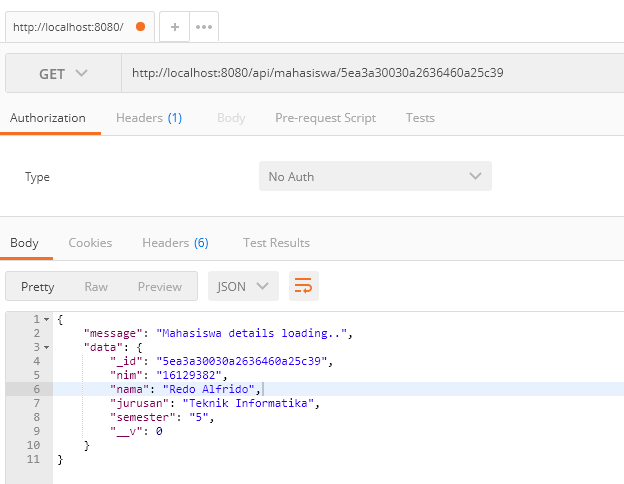 http://localhost:8080/
+
•••
GET
http://localhost:8080/api/mahasiswa/5ea3a30030a2636460a25c39
Authorization Headers (1) Body Pre-request Script Tests
Type No Auth
Body Cookies Headers (6) Test Results
Pretty Raw Preview JSON
1 {
2 "message": "Mahasiswa details loading..",
3 "data": {
4 "_id": "5ea3a30030a2636460a25c39",
5 "nim": "16129382",
6 "nama": "Redo Alfrido",
7 "jurusan": "Teknik Informatika",
8 "semester": "5",
9 "__v": 0
10 }
11 }